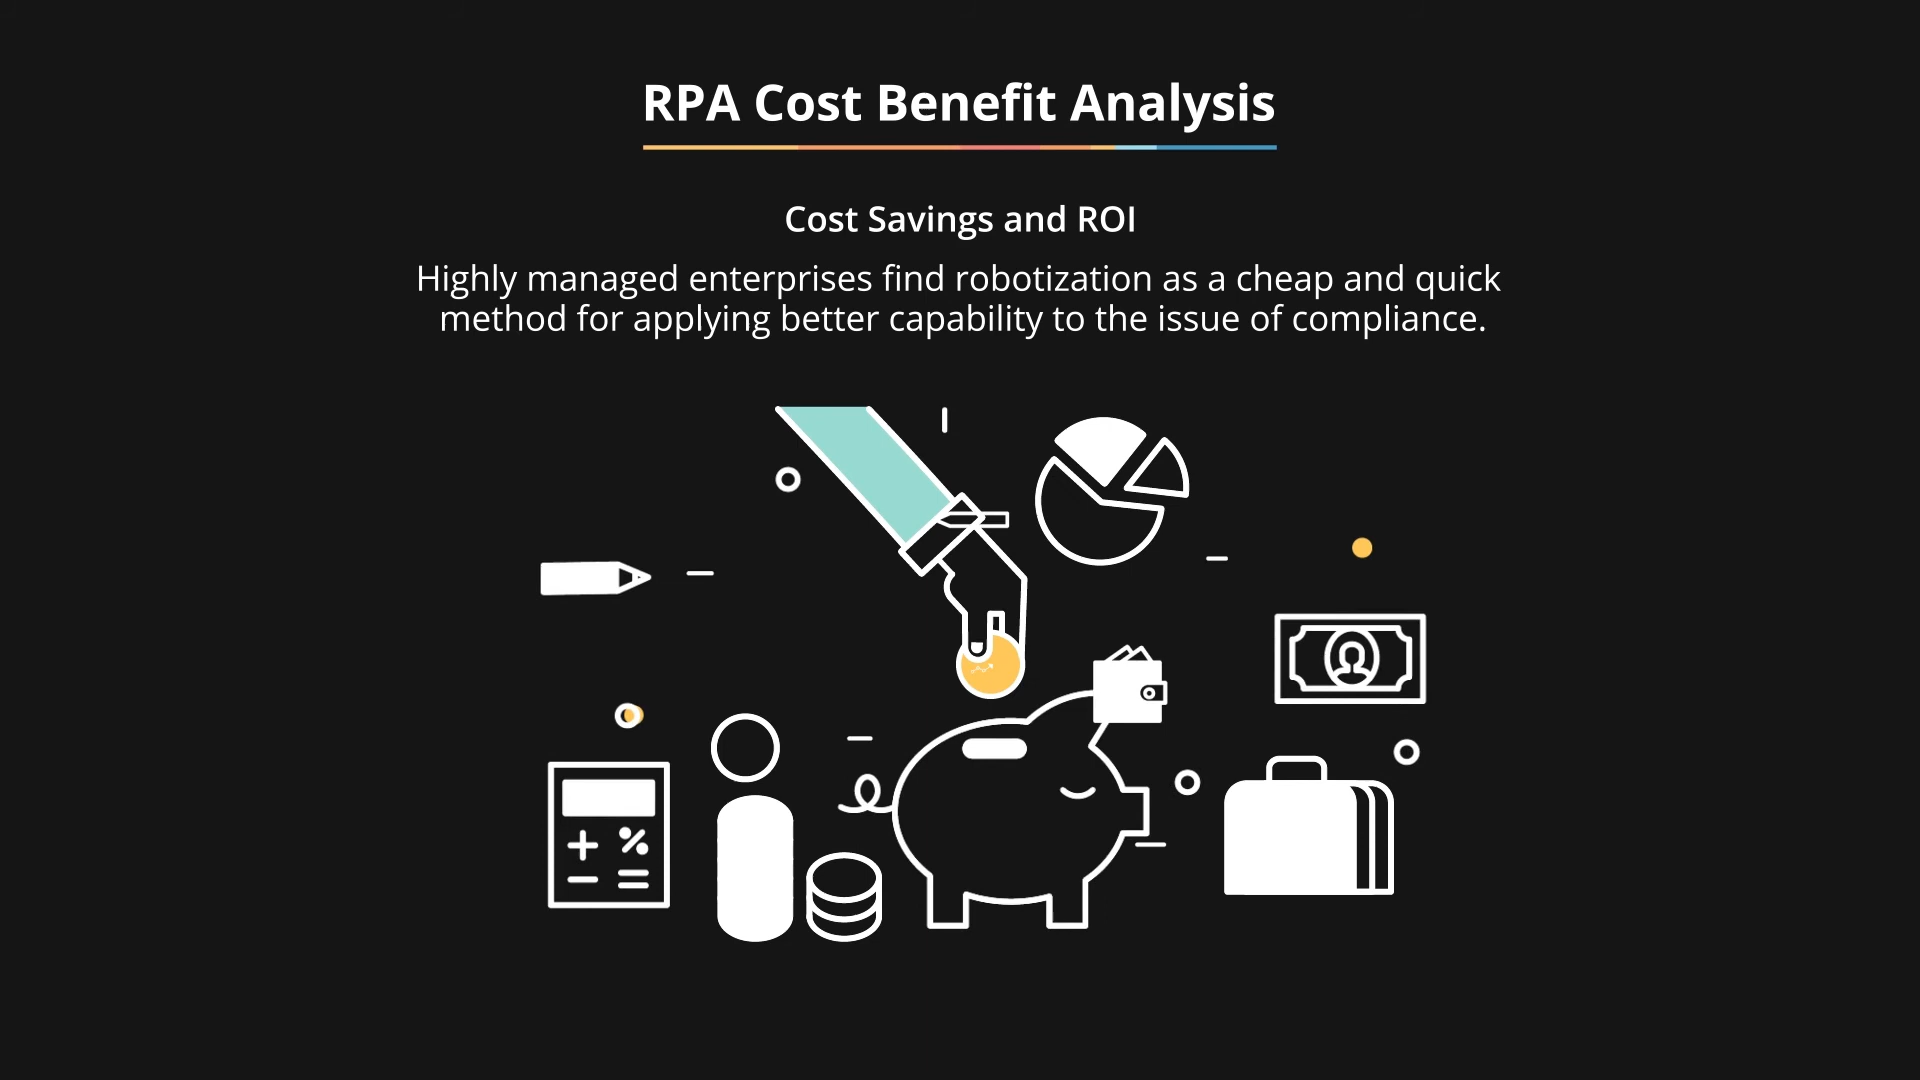 RPA Cost Benefit Analysis
Cost Savings and ROI
Highly managed enterprises find robotization as a cheap and quick
method for applying better capability to the issue of compliance.